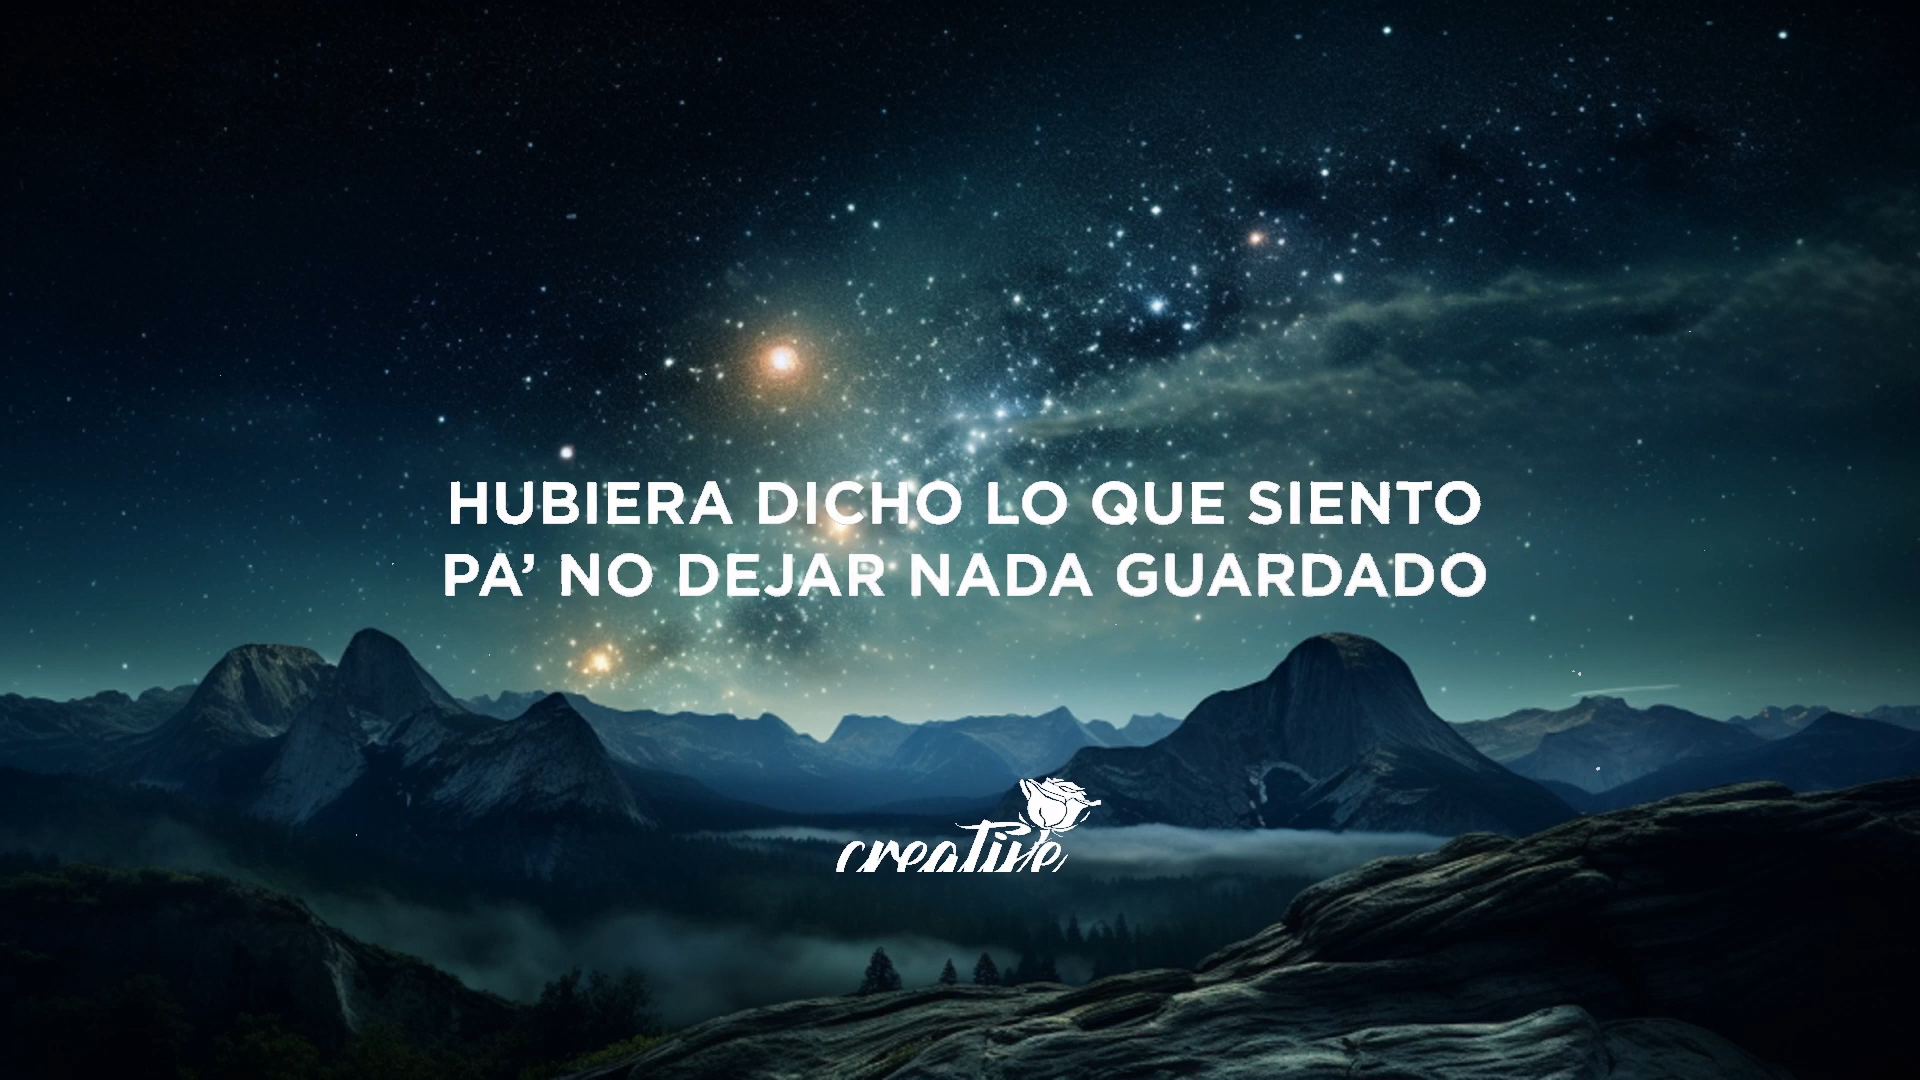 HUBIERA DICHO LO QUE SIENTO
PA’ NO DEJAR NADA GUARDADO
creative